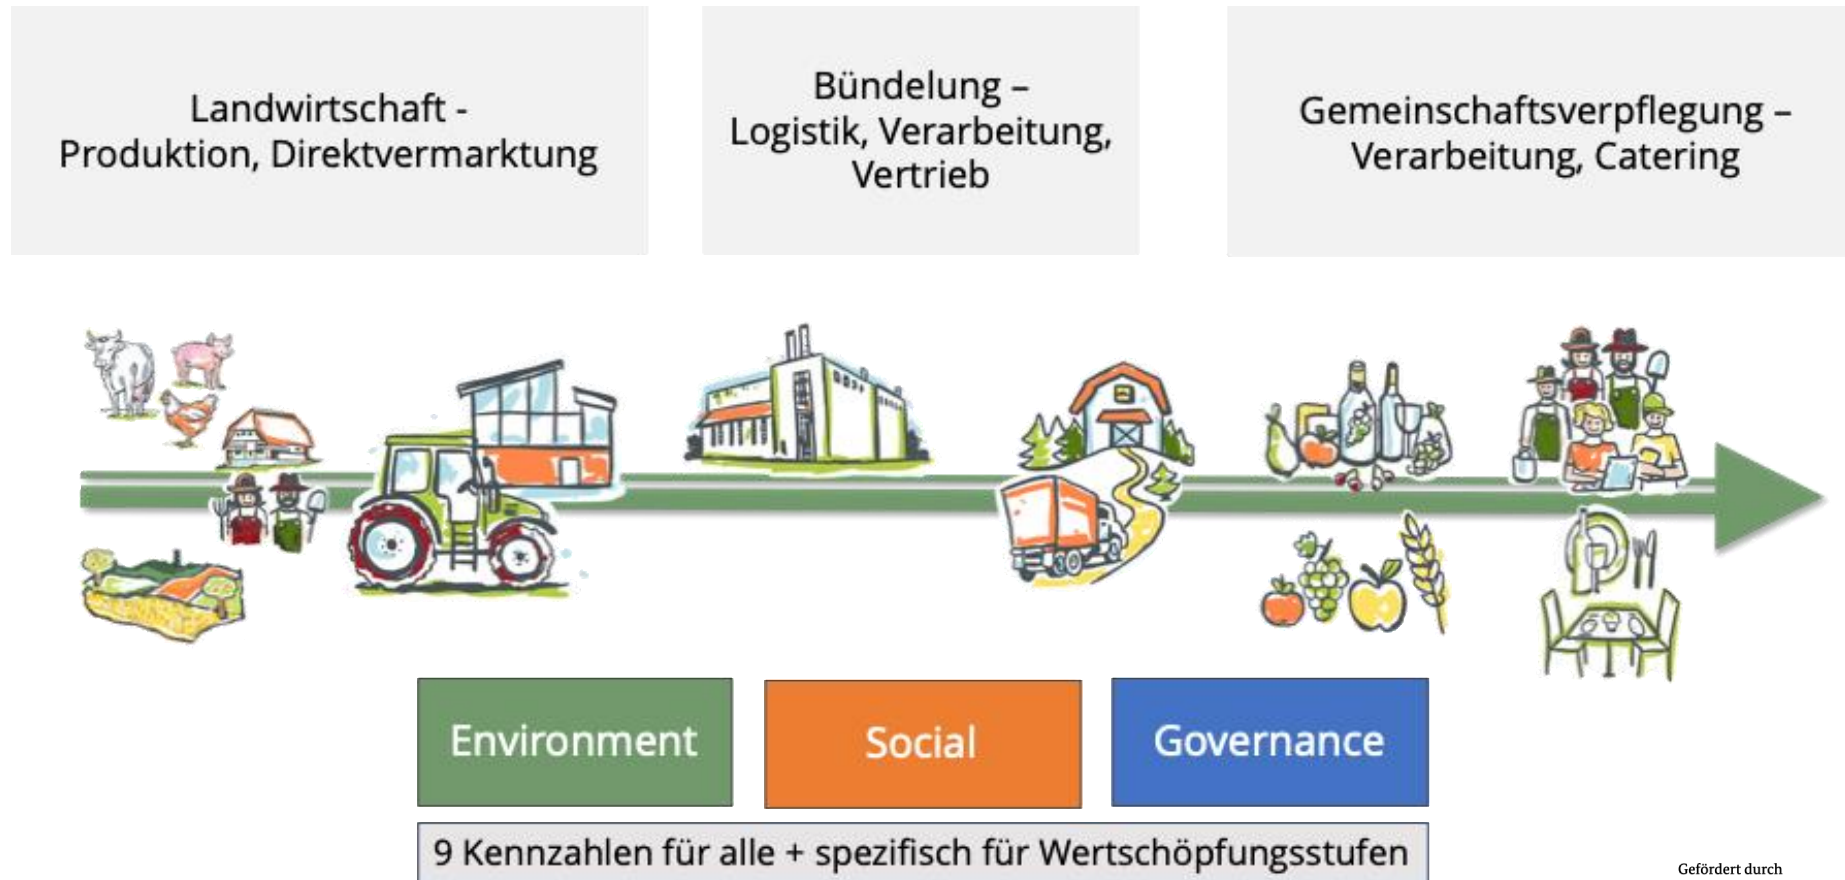 Landwirtschaft -
Produktion, Direktvermarktung
Bündelung –
Logistik, Verarbeitung,
Vertrieb
Gemeinschaftsverpflegung –
Verarbeitung, Catering
Environment
Social
Governance
9 Kennzahlen für alle + spezifisch für Wertschöpfungsstufen
Gefördert durch